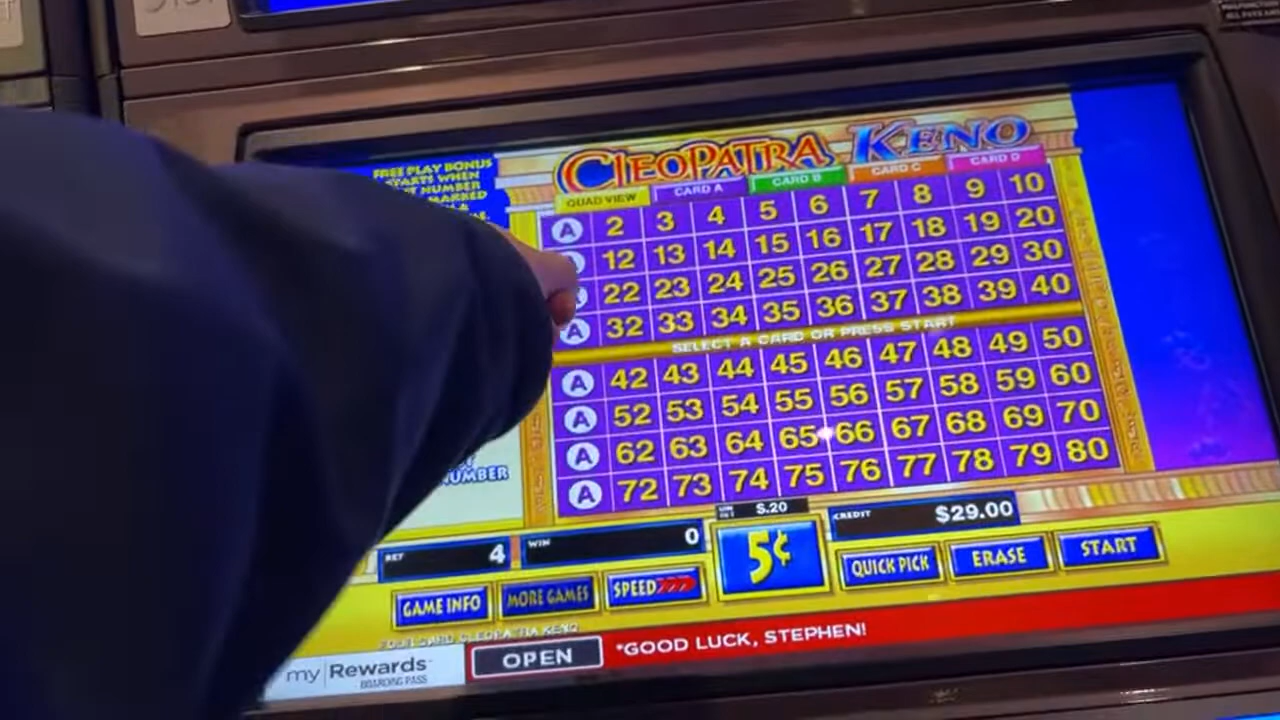 FREE PLAY BONUS
STARTS WHEN
NUMBER
MARKED
CLEOPATRA KENO
QUAD VIEW CARD A CARD B CARD C CARD D
A 2 3 4 5 6 7 8 9 10
12 13 14 15 16 17 18 19 20
22 23 24 25 26 27 28 29 30
A 32 33 34 35 36 37 38 39 40
SELECT A CARD OR PRESS START
A 42 43 44 45 46 47 48 49 50
A 52 53 54 55 56 57 58 59 60
A 62 63 64 65 66 67 68 69 70
A 72 73 74 75 76 77 78 79 80
NUMBER
BET 4 WIN 0 $.20 CREDIT $29.00
5¢
GAME INFO MORE GAMES SPEED QUICK PICK ERASE START
FOUR CARD CLEOPATRA KENO
my Rewards
BOARDING PASS
OPEN
*GOOD LUCK, STEPHEN!